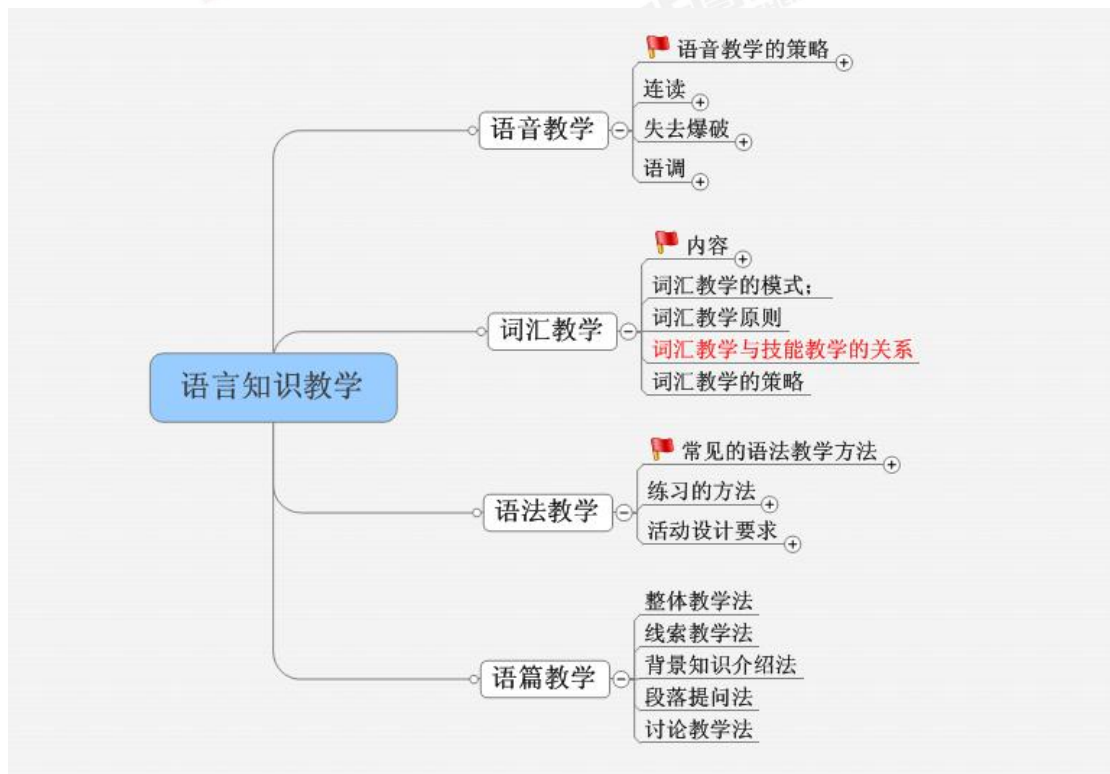 语言知识教学
语音教学
语音教学的策略
连读
失去爆破
语调
词汇教学
内容
词汇教学的模式；
词汇教学原则
词汇教学与技能教学的关系
词汇教学的策略
语法教学
常见的语法教学方法
练习的方法
活动设计要求
语篇教学
整体教学法
线索教学法
背景知识介绍法
段落提问法
讨论教学法